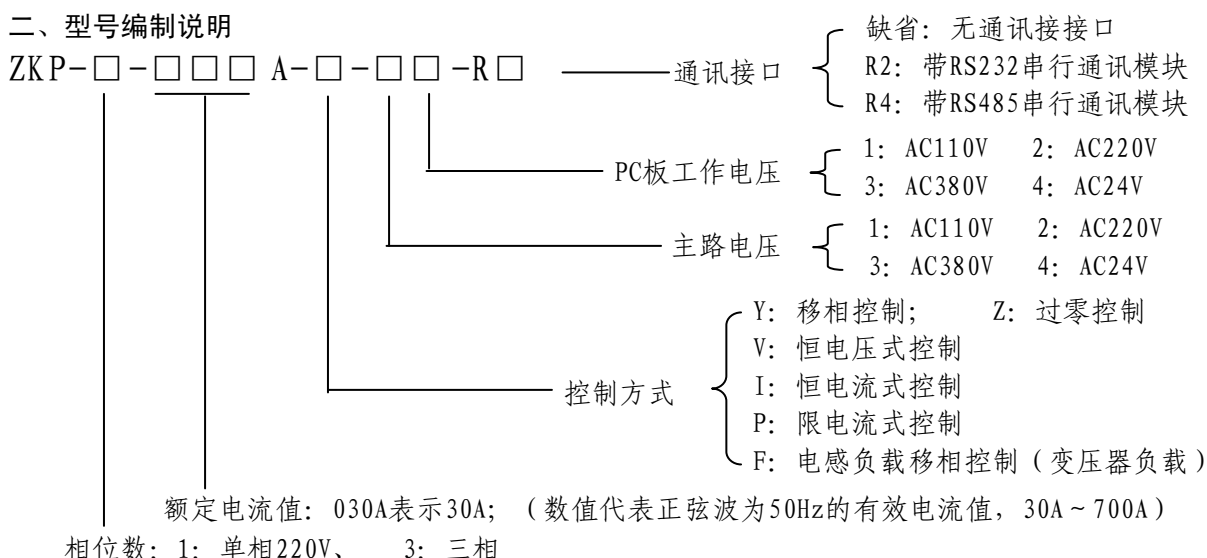 二、型号编制说明
ZKP-□-□□□ A-□-□□-R□
通讯接口
缺省：无通讯接接口
R2：带RS232串行通讯模块
R4：带RS485串行通讯模块
PC板工作电压
1：AC110V 2：AC220V
3：AC380V 4：AC24V
主路电压
1：AC110V 2：AC220V
3：AC380V 4：AC24V
控制方式
Y：移相控制； Z：过零控制
V：恒电压式控制
I：恒电流式控制
P：限电流式控制
F：电感负载移相控制（变压器负载）
额定电流值：030A表示30A；（数值代表正弦波为50Hz的有效电流值，30A~700A）
相位数：1：单相220V、 3：三相